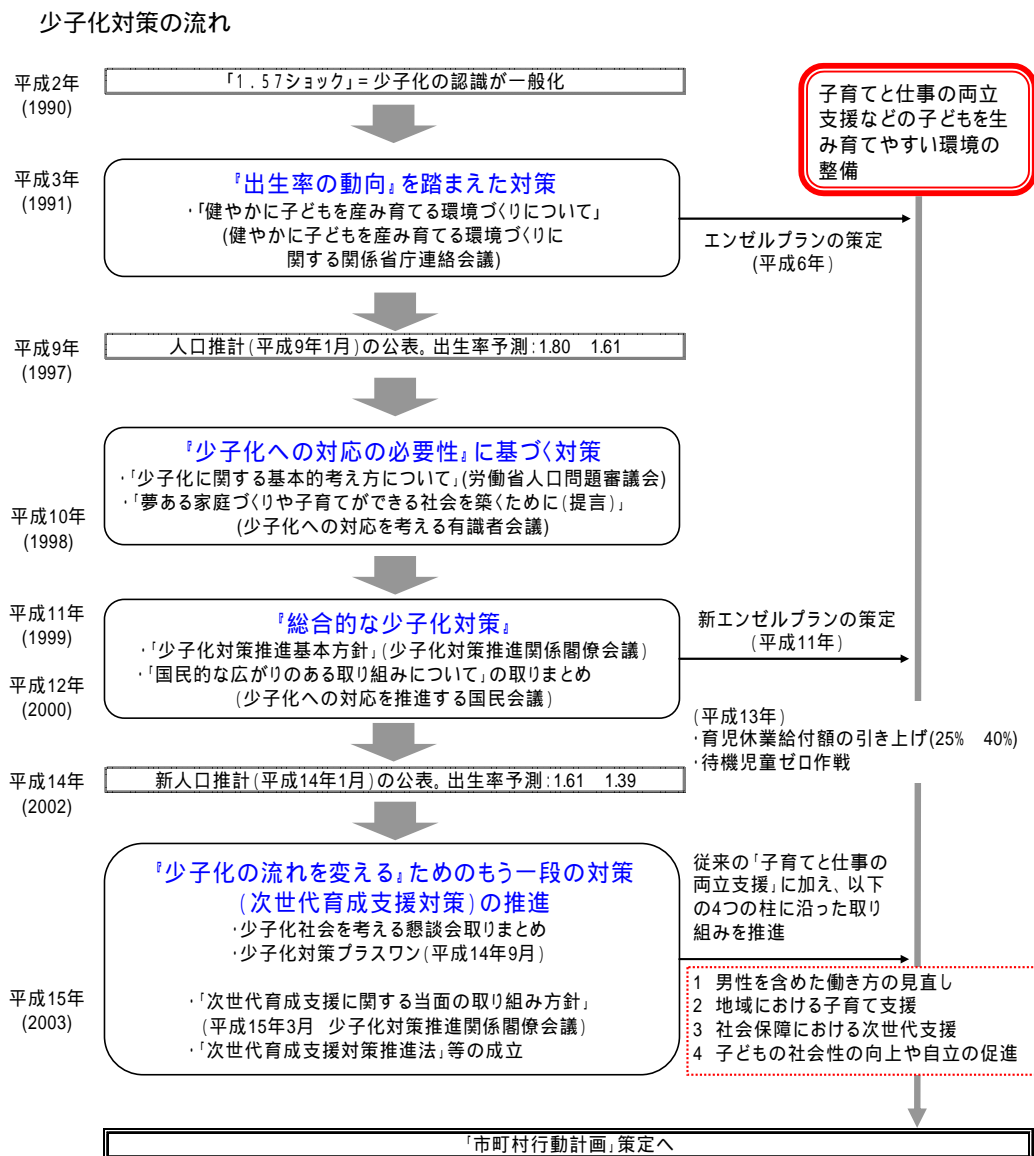 少子化対策の流れ
平成2年
(1990)
「1.57ショック」=少子化の認識が一般化
子育てと仕事の両立
支援などの子どもを生
み育てやすい環境の
整備
平成3年
(1991)
『出生率の動向』を踏まえた対策
・「健やかに子どもを産み育てる環境づくりについて」
(健やかに子どもを産み育てる環境づくりに
関する関係省庁連絡会議)
エンゼルプランの策定
(平成6年)
平成9年
(1997)
人口推計(平成9年1月)の公表。出生率予測:1.80 1.61
『少子化への対応の必要性』に基づく対策
・「少子化に関する基本的考え方について」(労働省人口問題審議会)
・「夢ある家庭づくりや子育てができる社会を築くために(提言)」
(少子化への対応を考える有識者会議)
平成10年
(1998)
平成11年
(1999)
平成12年
(2000)
『総合的な少子化対策』
・「少子化対策推進基本方針」(少子化対策推進関係閣僚会議)
・「国民的な広がりのある取り組みについて」の取りまとめ
(少子化への対応を推進する国民会議)
新エンゼルプランの策定
(平成11年)
(平成13年)
・育児休業給付額の引き上げ(25% 40%)
・待機児童ゼロ作戦
平成14年
(2002)
新人口推計(平成14年1月)の公表。出生率予測:1.61 1.39
『少子化の流れを変える』ためのもう一段の対策
(次世代育成支援対策)の推進
・少子化社会を考える懇談会取りまとめ
・少子化対策プラスワン(平成14年9月)
従来の「子育てと仕事の
両立支援」に加え、以下
の4つの柱に沿った取り
組みを推進
平成15年
(2003)
・「次世代育成支援に関する当面の取り組み方針」
(平成15年3月 少子化対策推進関係閣僚会議)
・「次世代育成支援対策推進法」等の成立
1 男性を含めた働き方の見直し
2 地域における子育て支援
3 社会保障における次世代支援
4 子どもの社会性の向上や自立の促進
「市町村行動計画」策定へ